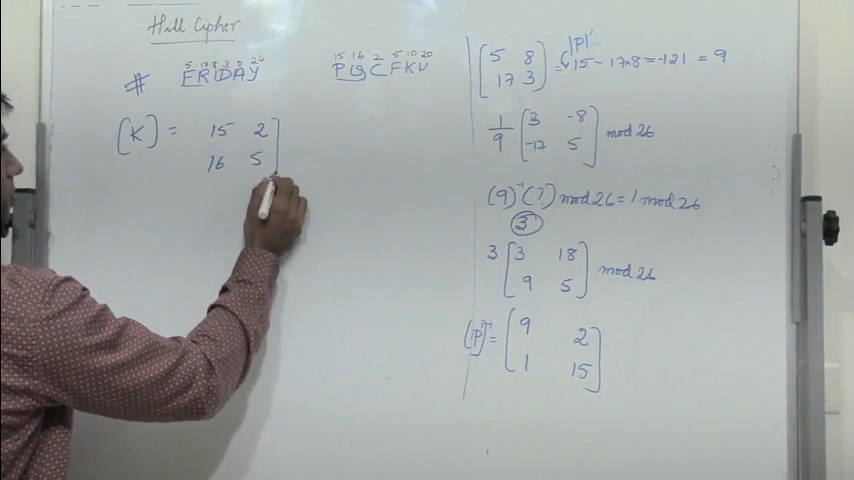 Hill Cipher
5 17 8 3 0 24
# FRIDAY
15 16 2 5 10 20
PQCFKU
[K] = 15 2
16 5
|P|
[5 8
17 3] = 15 - 17×8 = -121 = 9
1/9 [3 -8
-17 5] mod 26
(9)⁻¹ (?) mod 26 = 1 mod 26
3
3 [3 18
9 5] mod 26
[P]⁻¹ = [9 2
1 15]